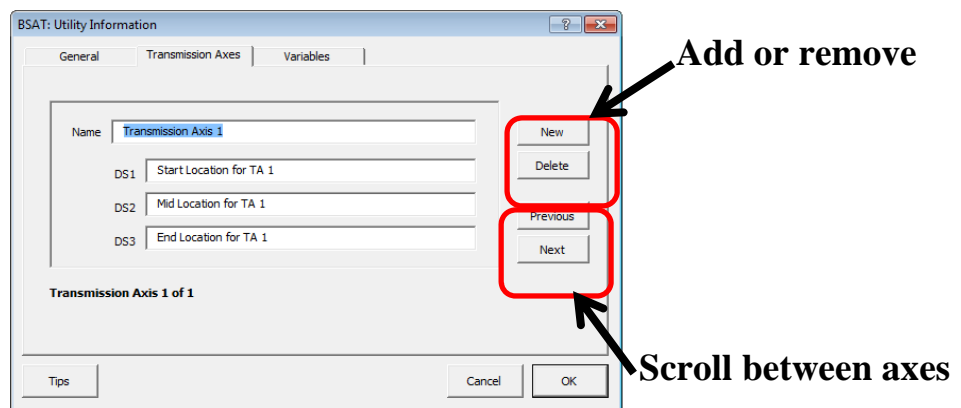 BSAT: Utility Information
?
General Transmission Axes Variables
Add or remove
Name Transmission Axis 1 New
DS1 Start Location for TA 1 Delete
DS2 Mid Location for TA 1 Previous
DS3 End Location for TA 1 Next
Transmission Axis 1 of 1
Scroll between axes
Tips Cancel OK